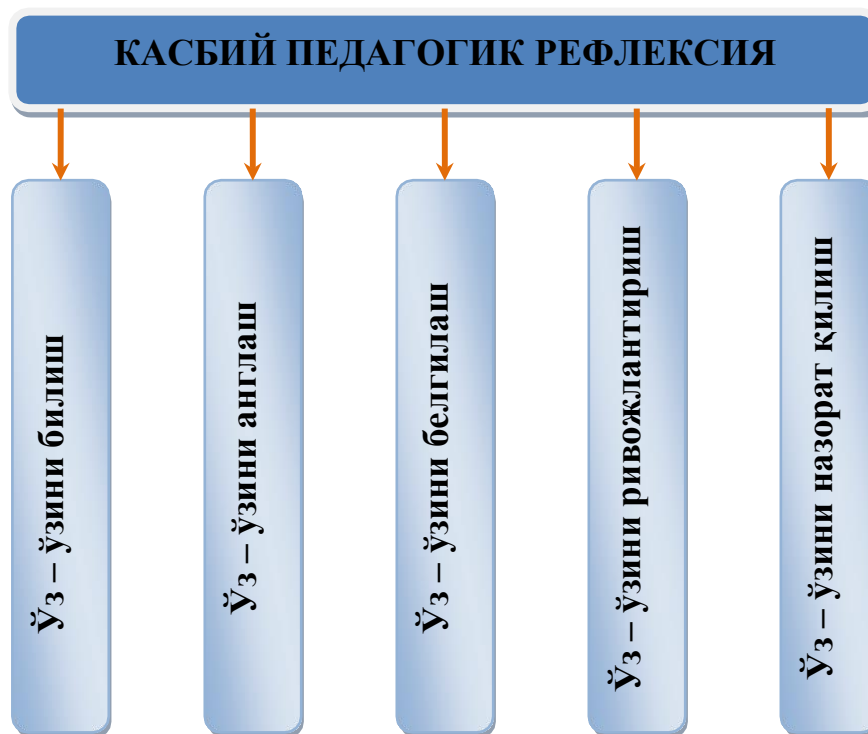 КАСБИЙ ПЕДАГОГИК РЕФЛЕКСИЯ
Ўз – ўзини билиш
Ўз – ўзини англаш
Ўз – ўзини белгилаш
Ўз – ўзини ривожлантириш
Ўз – ўзини назорат қилиш